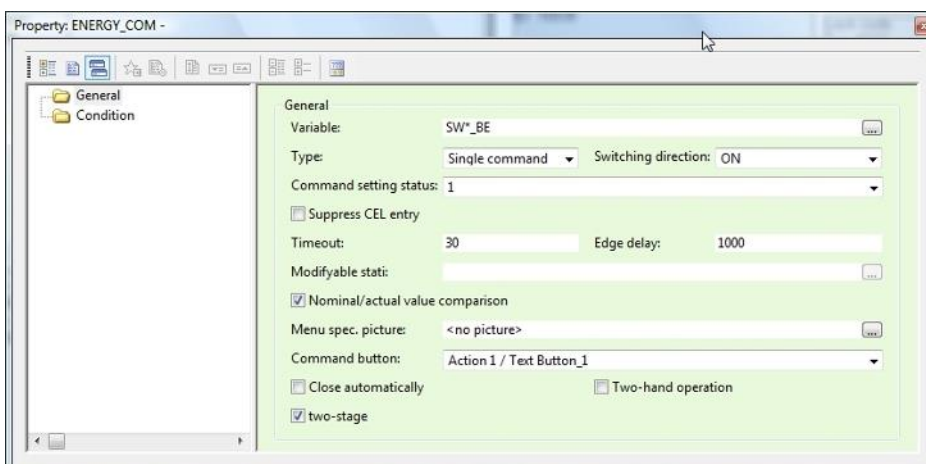 Property: ENERGY_COM -
General
Condition
General
Variable: SW*_BE ...
Type: Single command Switching direction: ON
Command setting status: 1
Suppress CEL entry
Timeout: 30 Edge delay: 1000
Modifyable stati: ...
Nominal/actual value comparison
Menu spec. picture: <no picture> ...
Command button: Action 1 / Text Button_1
Close automatically Two-hand operation
two-stage